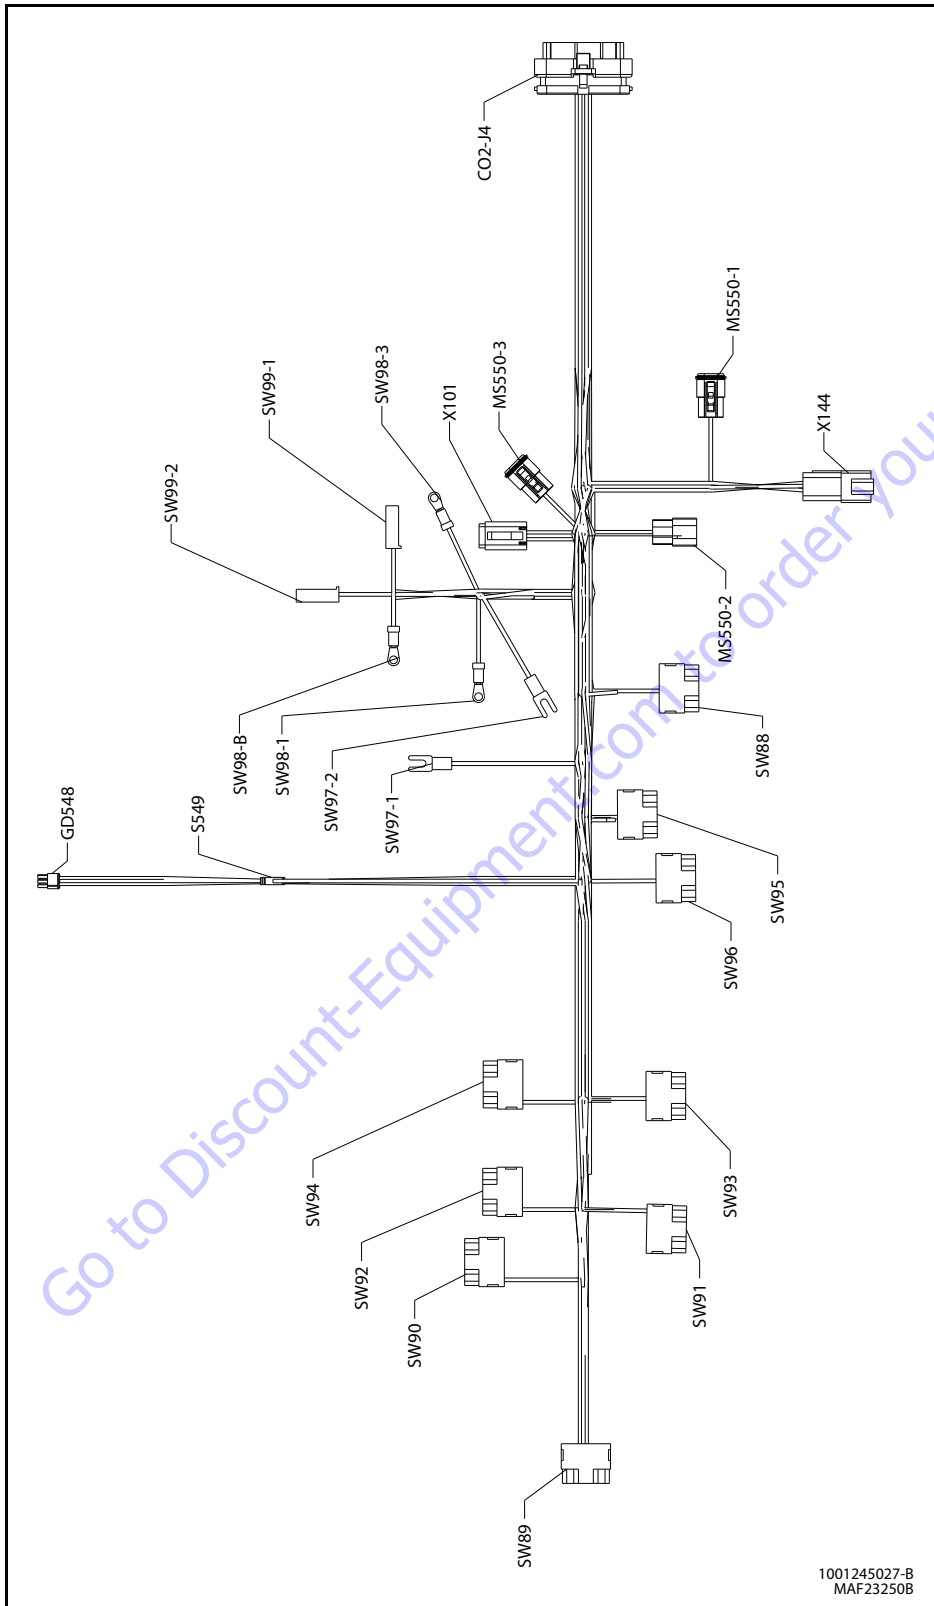 CO2-J4
MS550-1
SW99-1
SW98-3
MS550-3
X101
X144
SW99-2
MS550-2
SW98-B
SW98-1
SW88
SW97-2
SW97-1
GD548
S549
SW95
SW96
SW94
SW93
SW92
SW91
SW90
SW89
Go to Discount-Equipment.com to order your
1001245027-B
MAF23250B